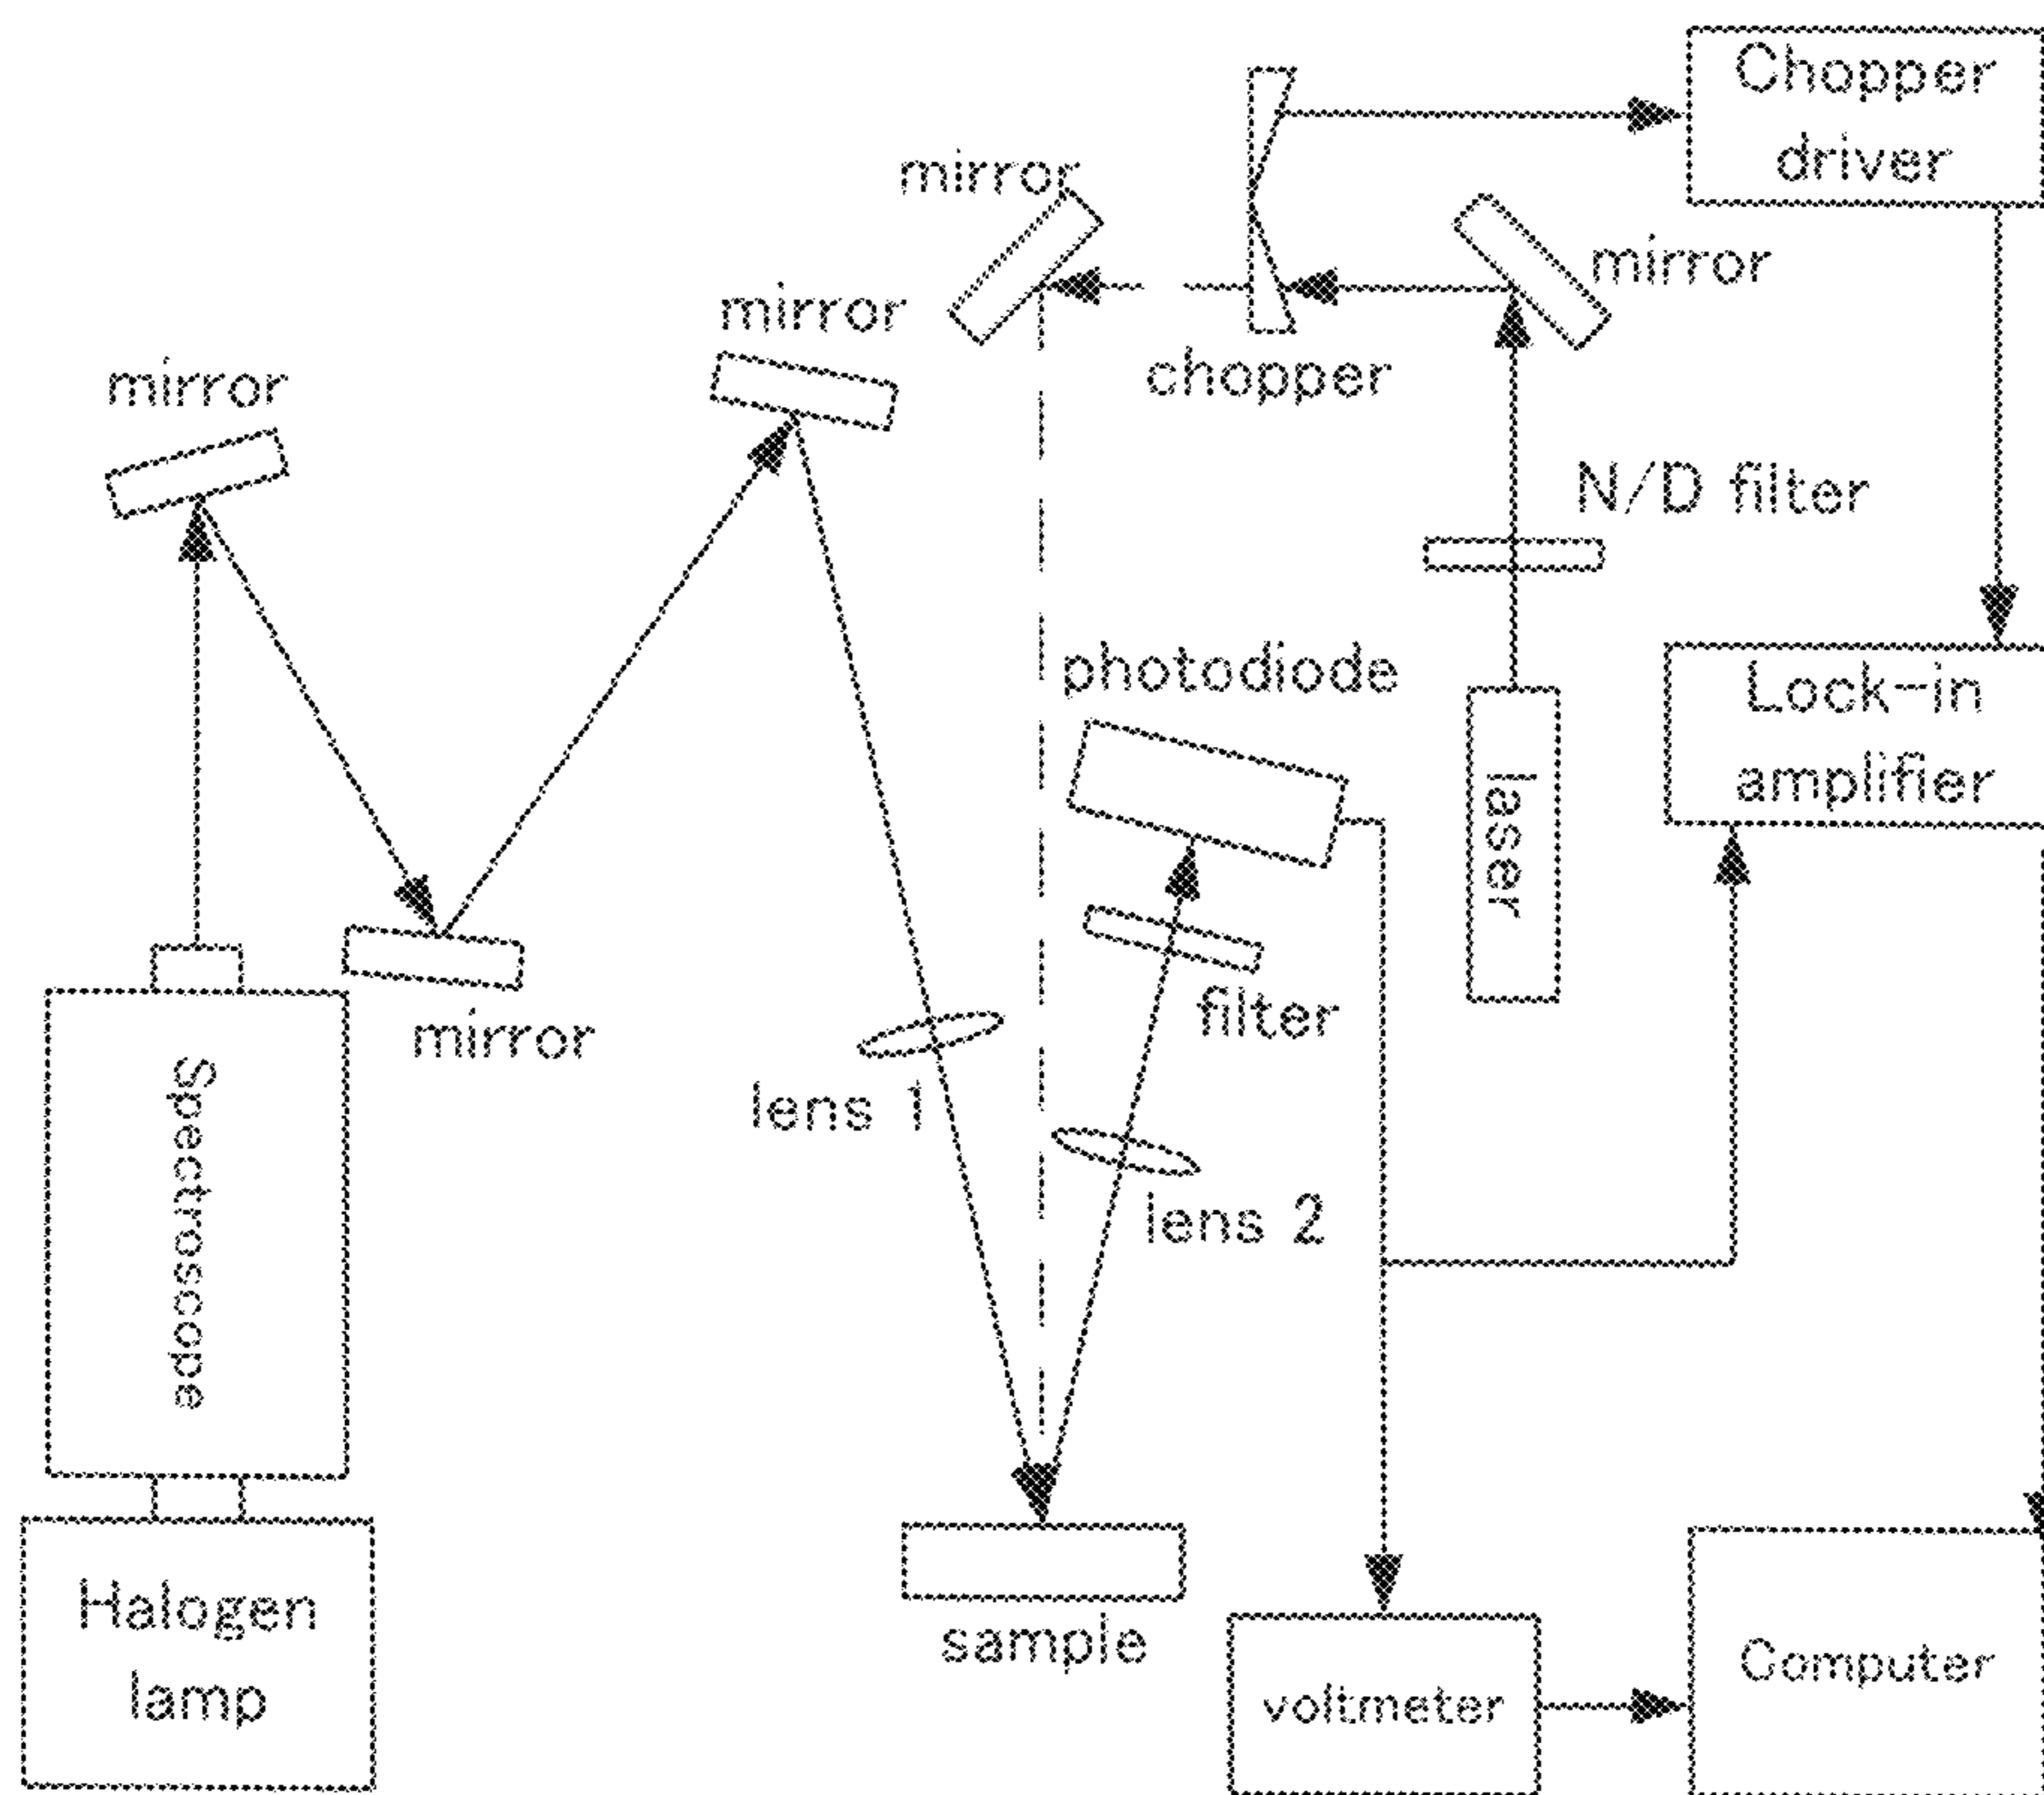 Chopper
driver
mirror
mirror
mirror
mirror
chopper
N/D filter
photodiode
Lock-in
amplifier
laser
filter
mirror
lens 1
lens 2
Spectroscope
Halogen
lamp
sample
voltmeter
Computer